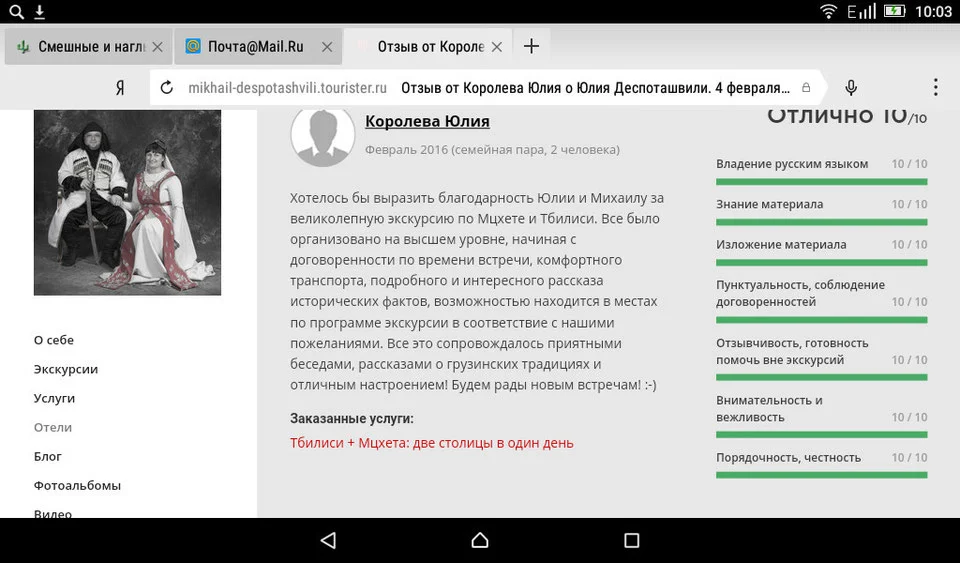 10:03
Смешные и нагл
Почта@Mail.Ru
Отзыв от Короле
Я
mikhail-despotashvili.tourister.ru Отзыв от Королева Юлия о Юлия Деспоташвили. 4 февраля...
О себе
Экскурсии
Услуги
Отели
Блог
Фотоальбомы
Видео
Королева Юлия
Февраль 2016 (семейная пара, 2 человека)
Хотелось бы выразить благодарность Юлии и Михаилу за
великолепную экскурсию по Мцхете и Тбилиси. Все было
организовано на высшем уровне, начиная с
договоренности по времени встречи, комфортного
транспорта, подробного и интересного рассказа
исторических фактов, возможностью находится в местах
по программе экскурсии в соответствие с нашими
пожеланиями. Все это сопровождалось приятными
беседами, рассказами о грузинских традициях и
отличным настроением! Будем рады новым встречам! :-)
Заказанные услуги:
Тбилиси + Мцхета: две столицы в один день
Отлично 10/10
Владение русским языком 10 / 10
Знание материала 10 / 10
Изложение материала 10 / 10
Пунктуальность, соблюдение
договоренностей 10 / 10
Отзывчивость, готовность
помочь вне экскурсий 10 / 10
Внимательность и
вежливость 10 / 10
Порядочность, честность 10 / 10